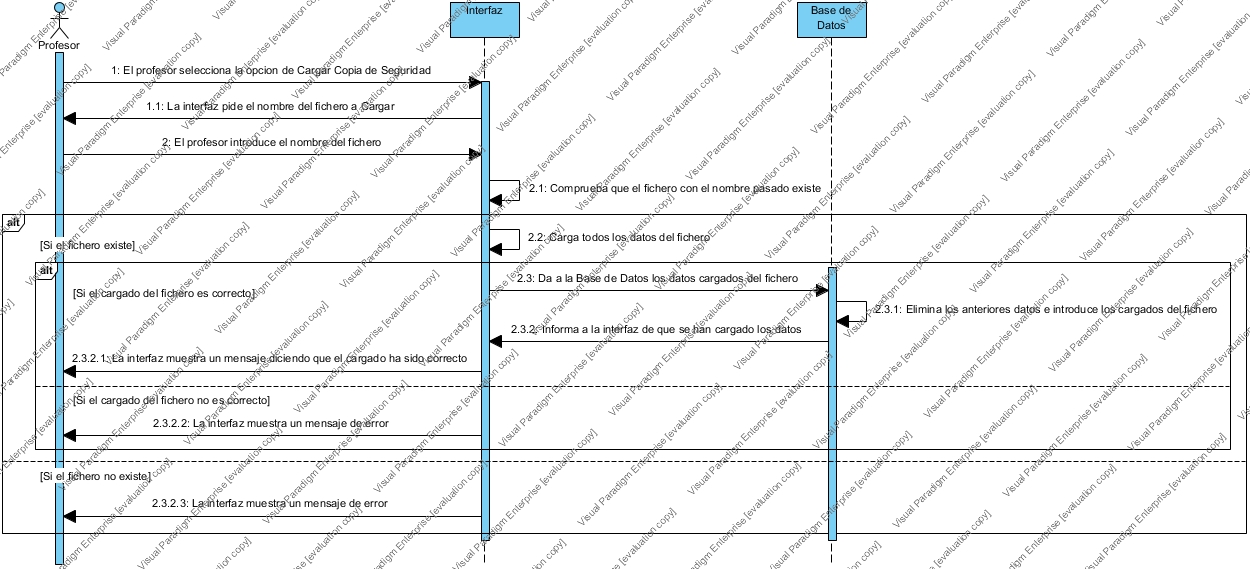 Profesor
Interfaz
Base de
Datos
1: El profesor selecciona la opcion de Cargar Copia de Seguridad
1.1: La interfaz pide el nombre del fichero a Cargar
2: El profesor introduce el nombre del fichero
2.1: Comprueba que el fichero con el nombre pasado existe
alt
2.2: Carga todos los datos del fichero
[Si el fichero existe]
alt
2.3: Da a la Base de Datos los datos cargados del fichero
[Si el cargado del fichero es correcto]
2.3.1: Elimina los anteriores datos e introduce los cargados del fichero
2.3.2: Informa a la interfaz de que se han cargado los datos
2.3.2.1: La interfaz muestra un mensaje diciendo que el cargado ha sido correcto
[Si el cargado del fichero no es correcto]
2.3.2.2: La interfaz muestra un mensaje de error
[Si el fichero no existe]
2.3.2.3: La interfaz muestra un mensaje de error
Visual Paradigm Enterprise [evaluation copy]